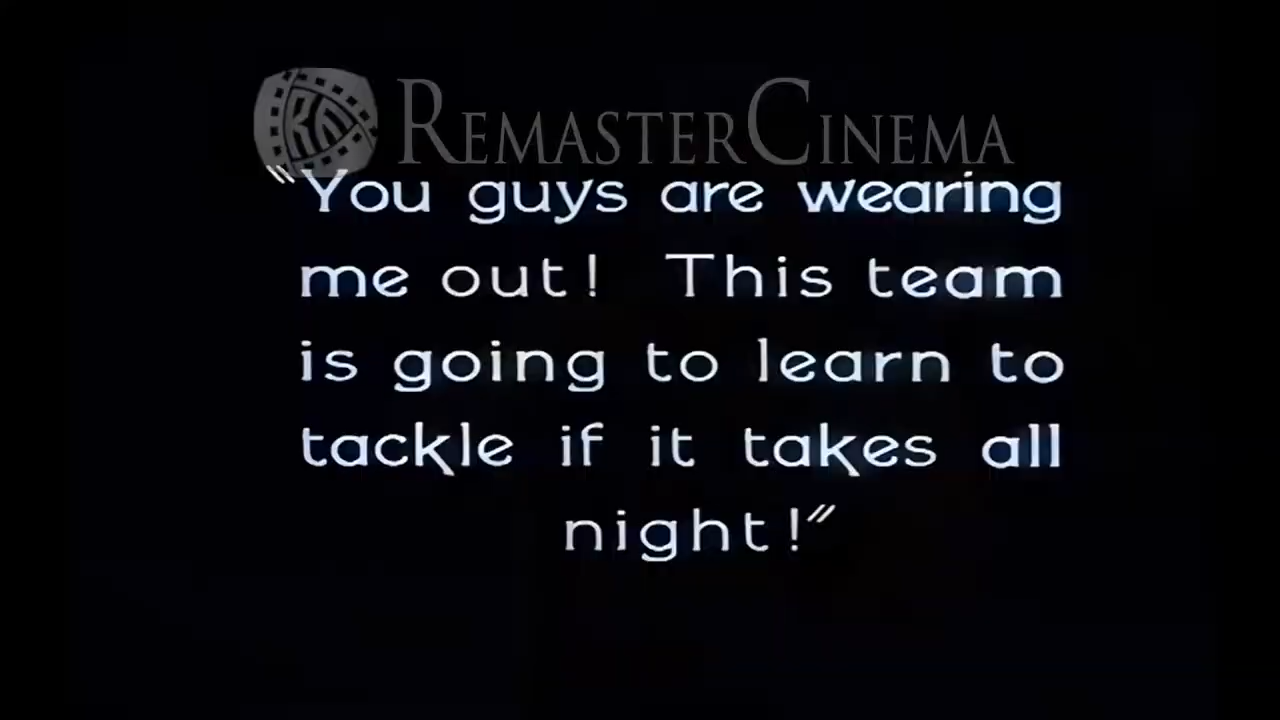 REMASTERCINEMA
"You guys are wearing
me out! This team
is going to learn to
tackle if it takes all
night!"